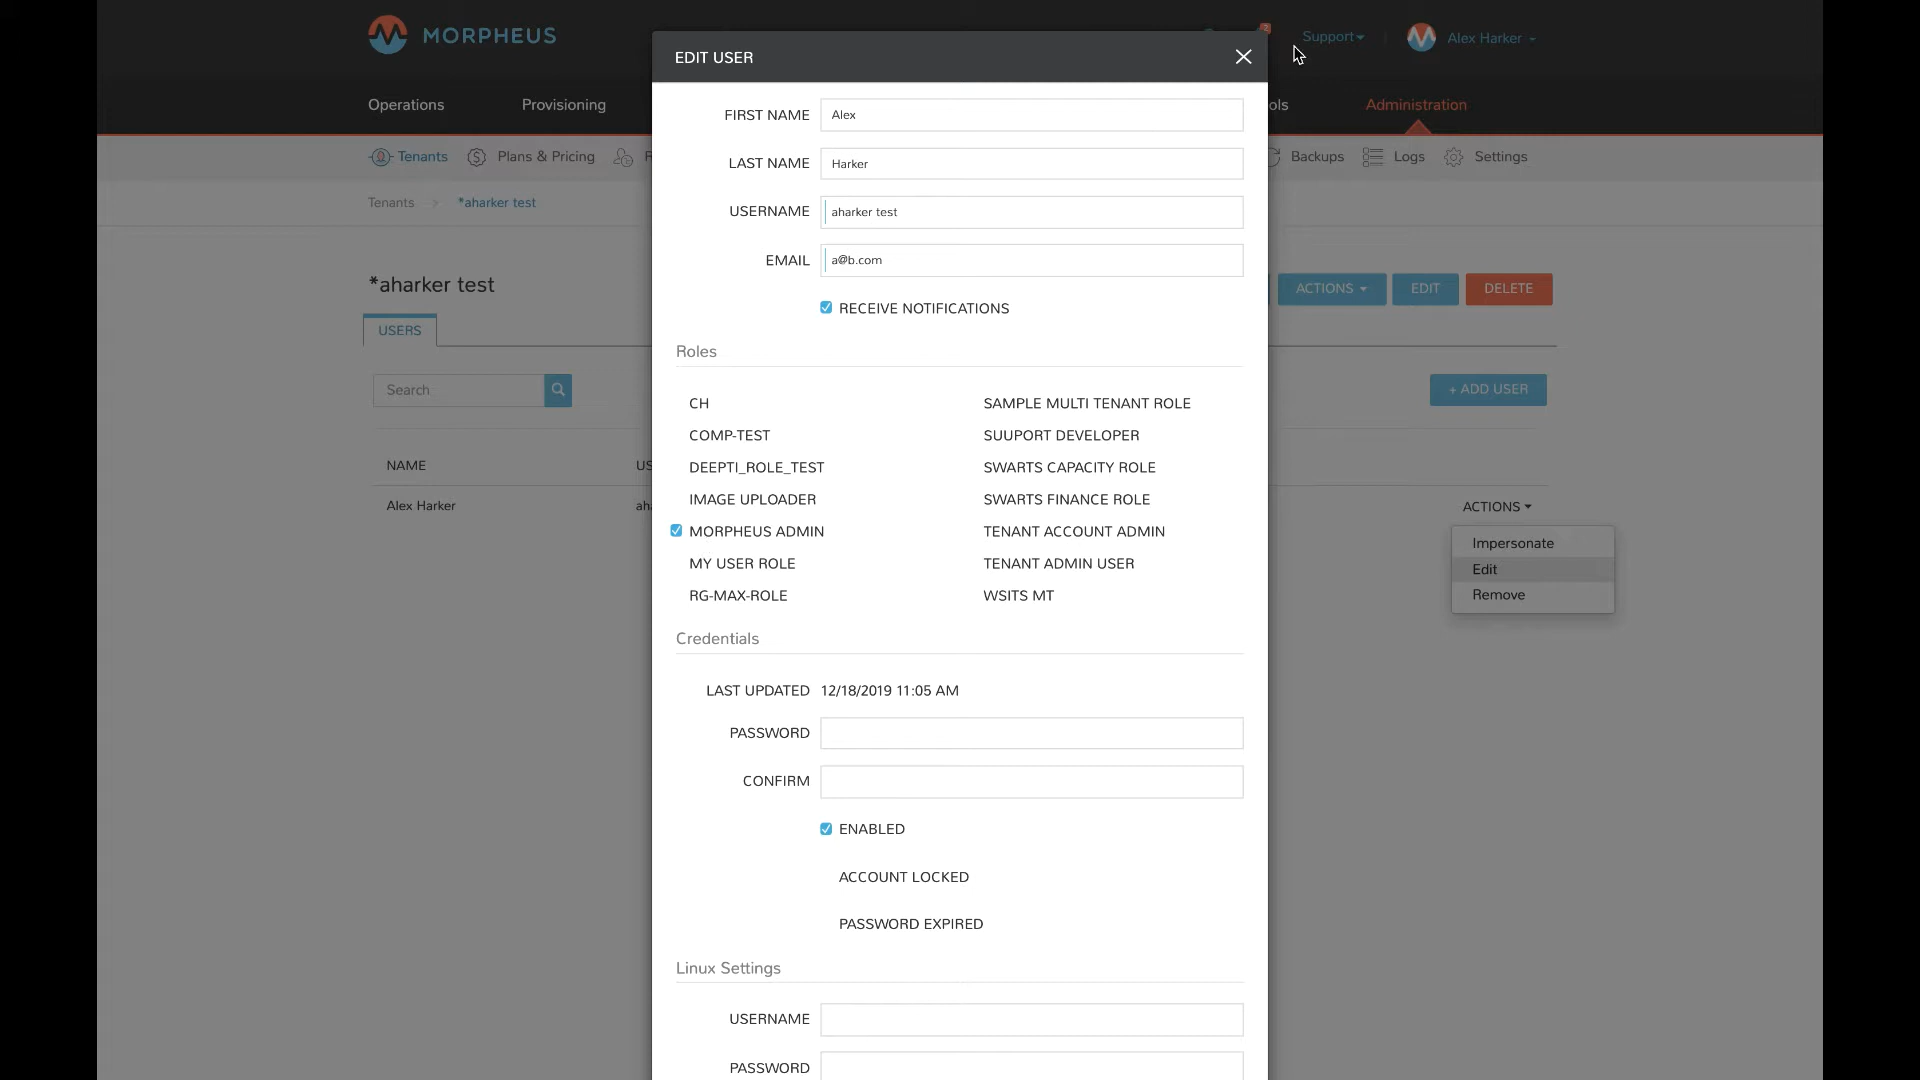 MORPHEUS
Support
Alex Harker
EDIT USER
Operations
Provisioning
ols
Administration
Tenants
Plans & Pricing
R
Backups
Logs
Settings
Tenants
*aharker test
*aharker test
ACTIONS
EDIT
DELETE
USERS
Search
+ ADD USER
NAME
US
Alex Harker
aha
ACTIONS
Impersonate
Edit
Remove
FIRST NAME Alex
LAST NAME Harker
USERNAME aharker test
EMAIL a@b.com
RECEIVE NOTIFICATIONS
Roles
CH
COMP-TEST
DEEPTI_ROLE_TEST
IMAGE UPLOADER
MORPHEUS ADMIN
MY USER ROLE
RG-MAX-ROLE
SAMPLE MULTI TENANT ROLE
SUUPORT DEVELOPER
SWARTS CAPACITY ROLE
SWARTS FINANCE ROLE
TENANT ACCOUNT ADMIN
TENANT ADMIN USER
WSITS MT
Credentials
LAST UPDATED 12/18/2019 11:05 AM
PASSWORD
CONFIRM
ENABLED
ACCOUNT LOCKED
PASSWORD EXPIRED
Linux Settings
USERNAME
PASSWORD